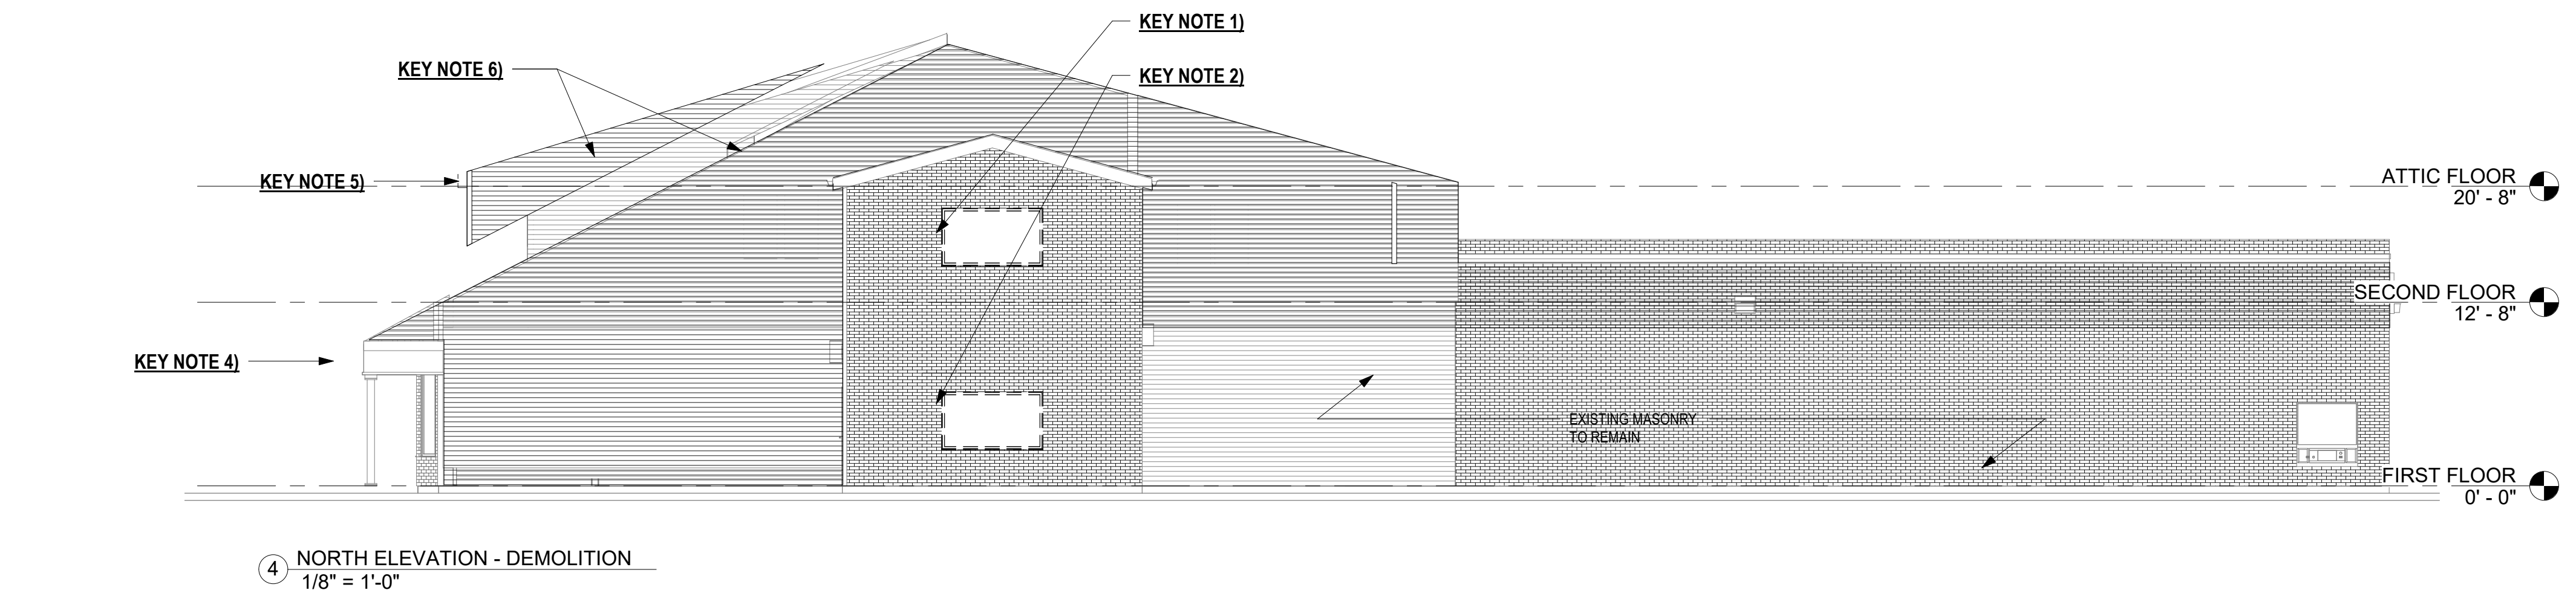 KEY NOTE 1)
KEY NOTE 6)
KEY NOTE 2)
KEY NOTE 5)
ATTIC FLOOR
20' - 8"
SECOND FLOOR
12' - 8"
KEY NOTE 4)
EXISTING MASONRY
TO REMAIN
FIRST FLOOR
0' - 0"
4 NORTH ELEVATION - DEMOLITION
1/8" = 1'-0"